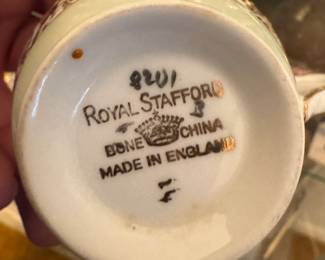 8201
ROYAL STAFFORD
B
BONE CHINA
MADE IN ENGLAND